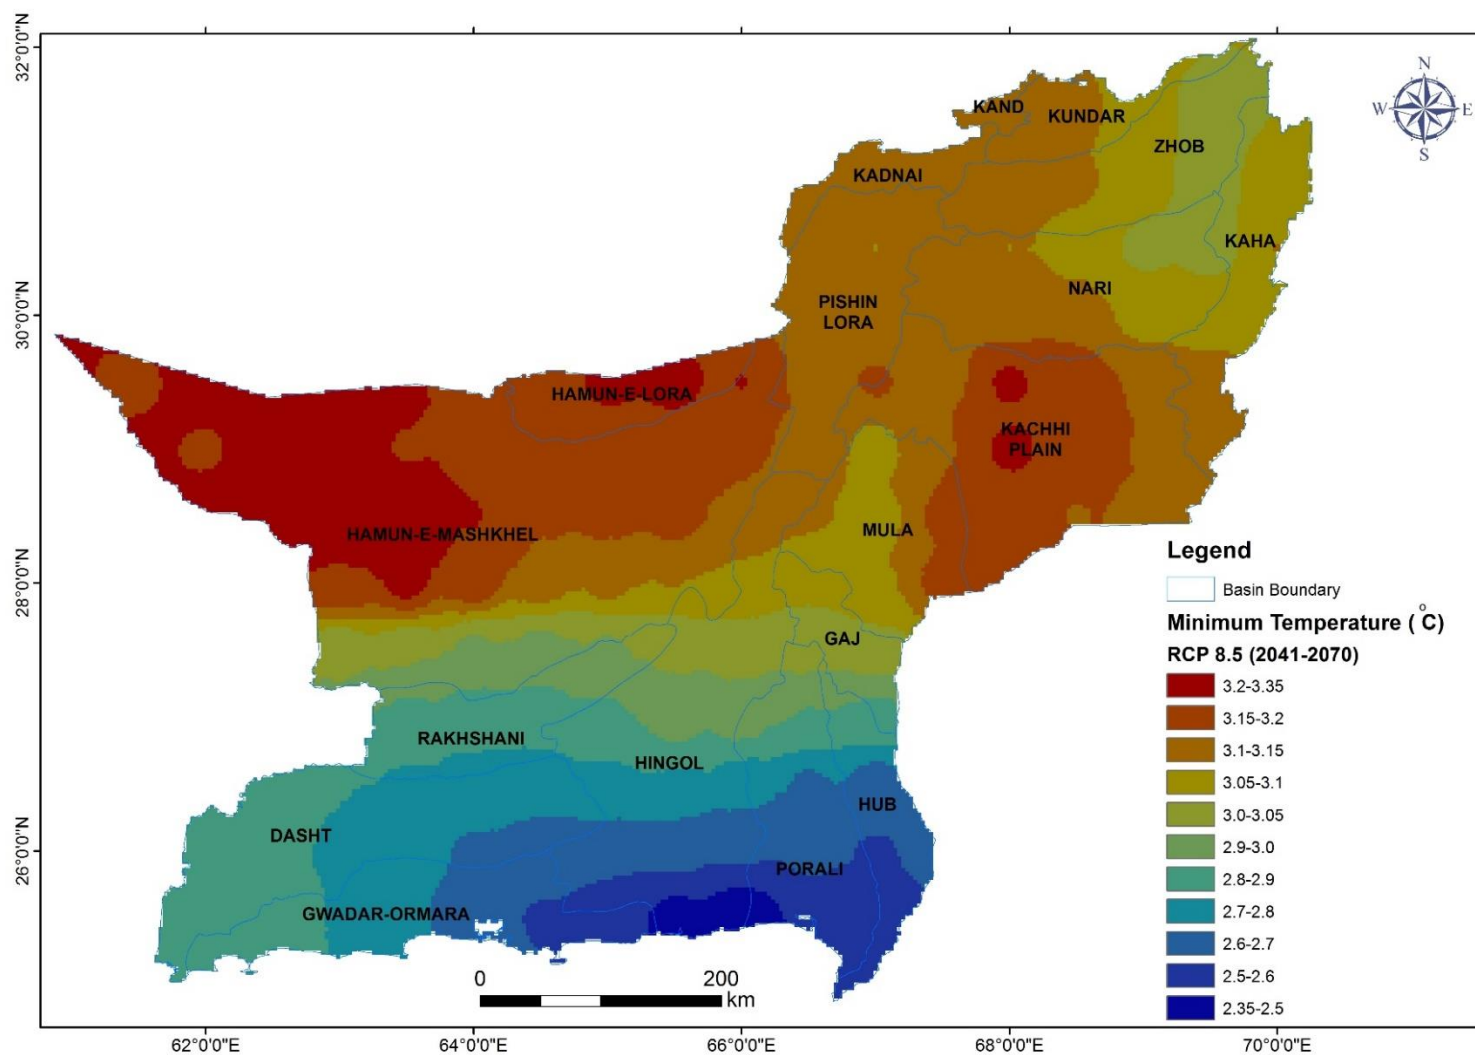 32°0'0"N
30°0'0"N
28°0'0"N
26°0'0"N
N
W
E
S
KAND
KUNDAR
ZHOB
KADNAI
KAHA
NARI
PISHIN
LORA
HAMUN-E-LORA
KACHHI
PLAIN
HAMUN-E-MASHKHEL
MULA
GAJ
RAKHSHANI
HINGOL
HUB
DASHT
PORALI
GWADAR-ORMARA
0
200
km
Legend
Basin Boundary
Minimum Temperature (°C)
RCP 8.5 (2041-2070)
3.2-3.35
3.15-3.2
3.1-3.15
3.05-3.1
3.0-3.05
2.9-3.0
2.8-2.9
2.7-2.8
2.6-2.7
2.5-2.6
2.35-2.5
62°0'0"E
64°0'0"E
66°0'0"E
68°0'0"E
70°0'0"E